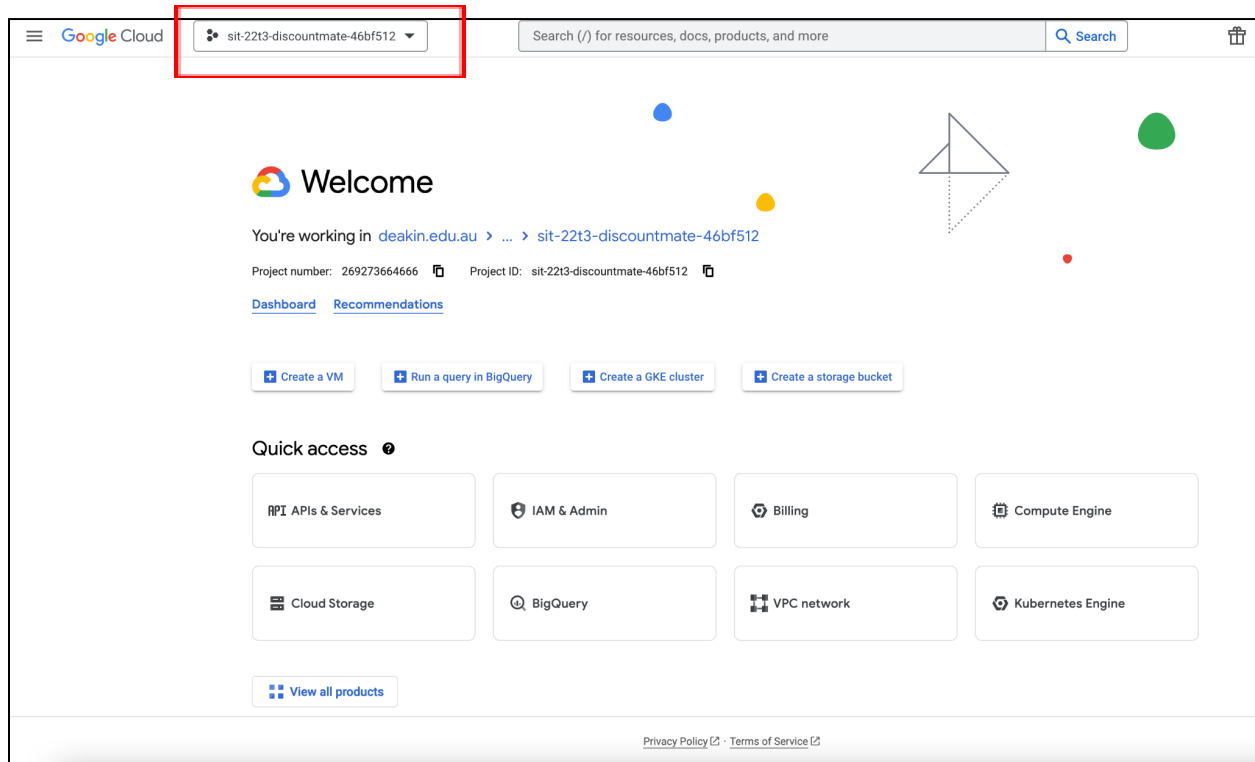 Google Cloud sit-22t3-discountmate-46bf512 Search (/) for resources, docs, products, and more Search
Welcome
You're working in deakin.edu.au > ... > sit-22t3-discountmate-46bf512
Project number: 269273664666 Project ID: sit-22t3-discountmate-46bf512
Dashboard Recommendations
Create a VM Run a query in BigQuery Create a GKE cluster Create a storage bucket
Quick access
API APIs & Services IAM & Admin Billing Compute Engine
Cloud Storage BigQuery VPC network Kubernetes Engine
View all products
Privacy Policy · Terms of Service